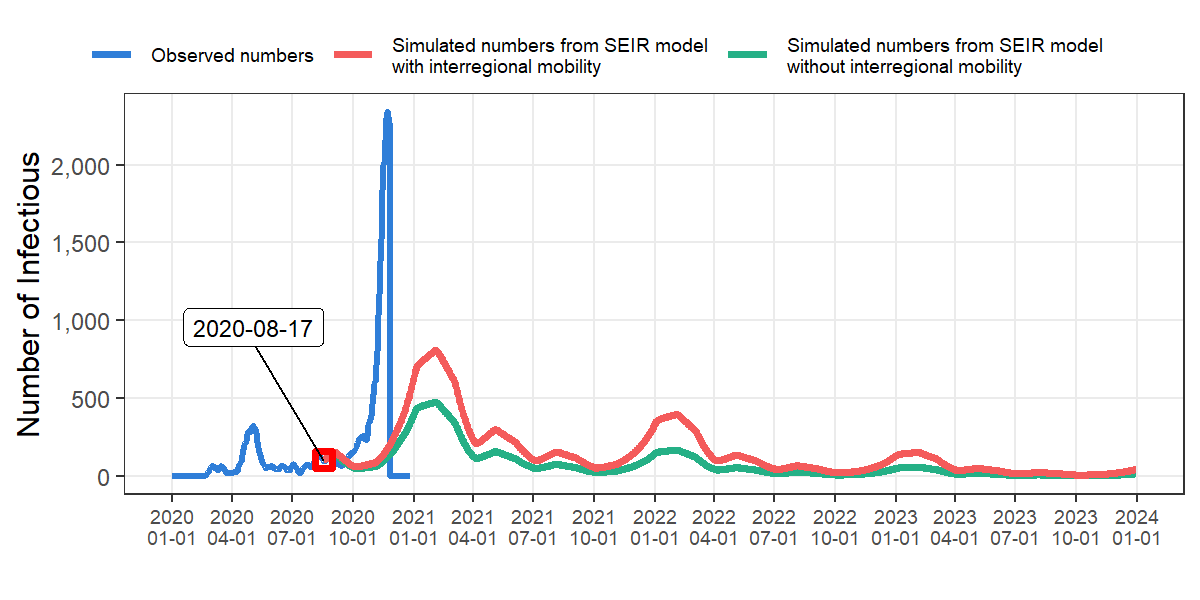 Observed numbers
Simulated numbers from SEIR model
with interregional mobility
Simulated numbers from SEIR model
without interregional mobility
Number of Infectious
2,000
1,500
1,000
500
0
2020-08-17
2020 2020 2020 2020 2021 2021 2021 2021 2022 2022 2022 2022 2023 2023 2023 2023 2024
01-01 04-01 07-01 10-01 01-01 04-01 07-01 10-01 01-01 04-01 07-01 10-01 01-01 04-01 07-01 10-01 01-01